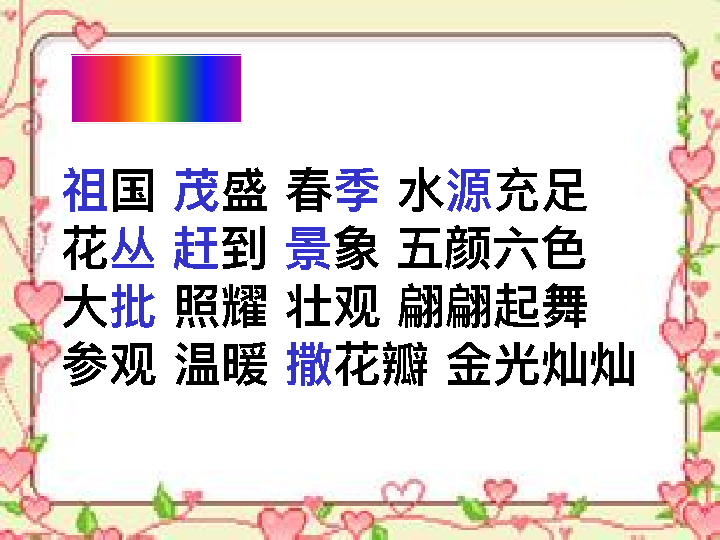 祖国 茂盛 春季 水源充足
花丛 赶到 景象 五颜六色
大批 照耀 壮观 翩翩起舞
参观 温暖 撒花瓣 金光灿灿